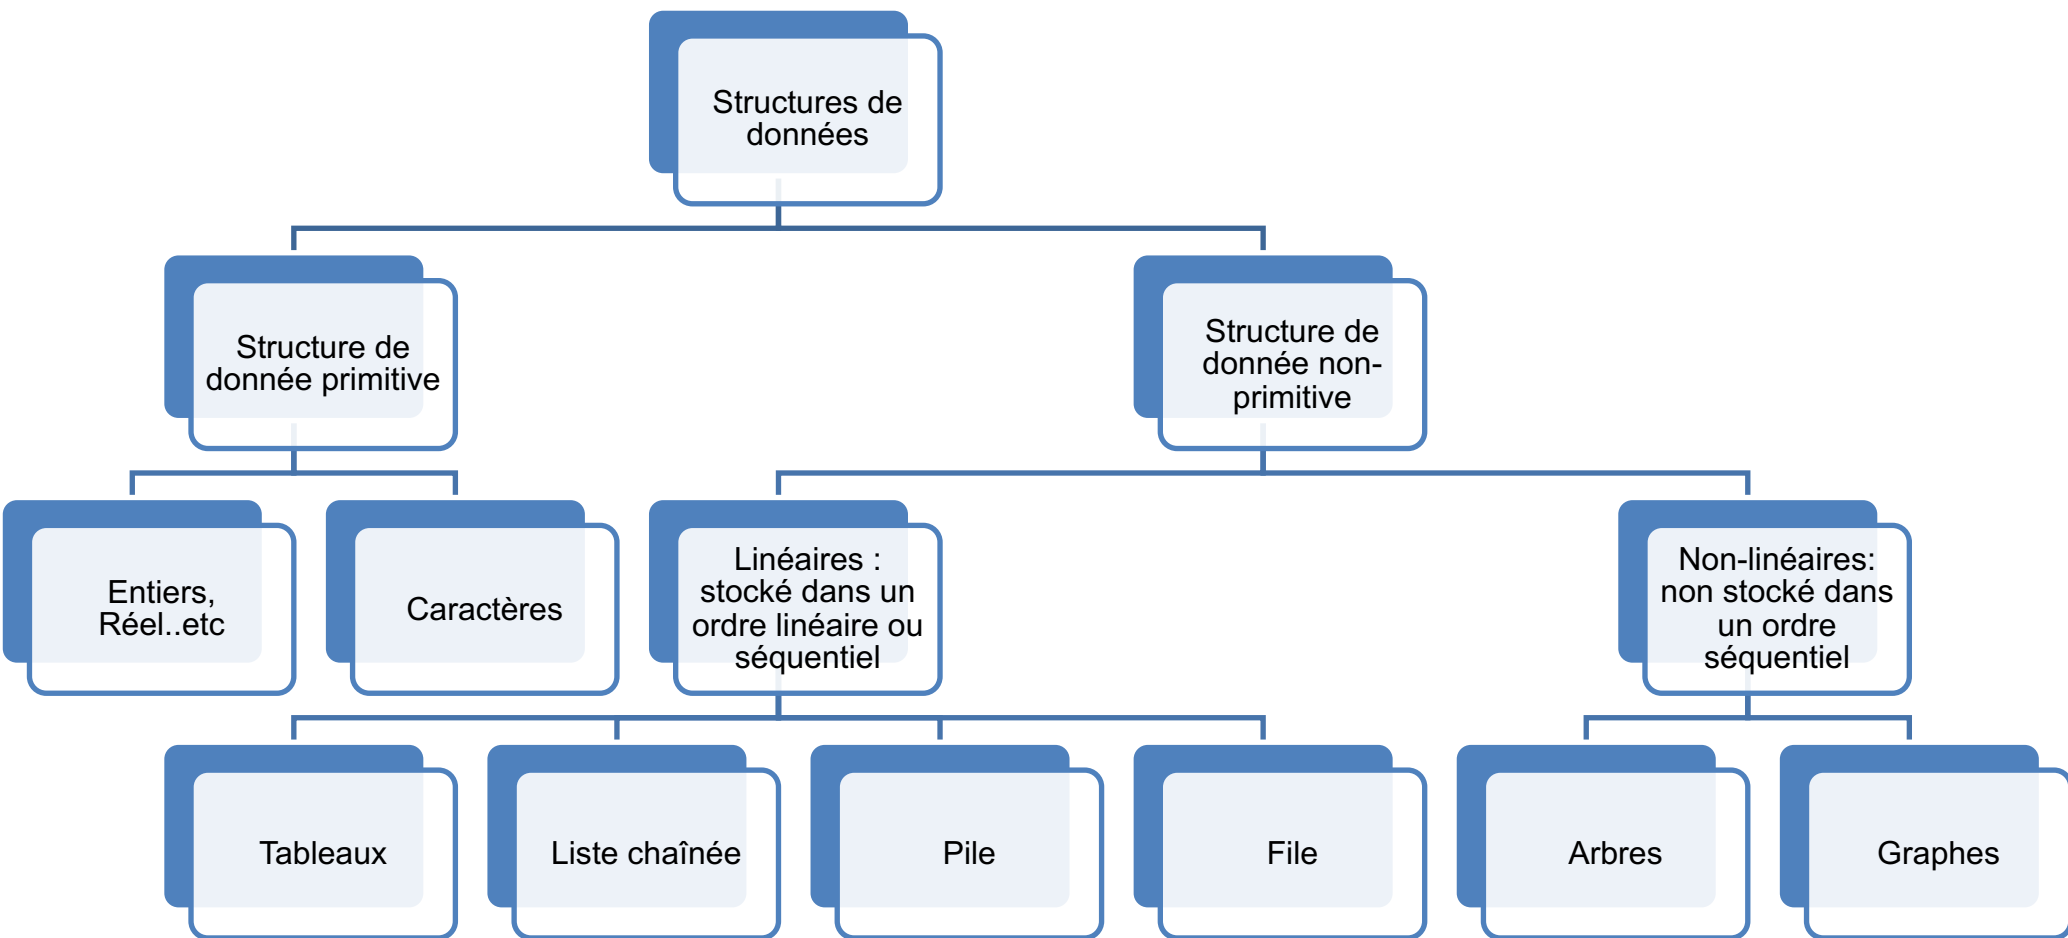 Structures de
données
Structure de
donnée primitive
Structure de
donnée non-
primitive
Entiers,
Réel..etc
Caractères
Linéaires :
stocké dans un
ordre linéaire ou
séquentiel
Non-linéaires:
non stocké dans
un ordre
séquentiel
Tableaux
Liste chaînée
Pile
File
Arbres
Graphes